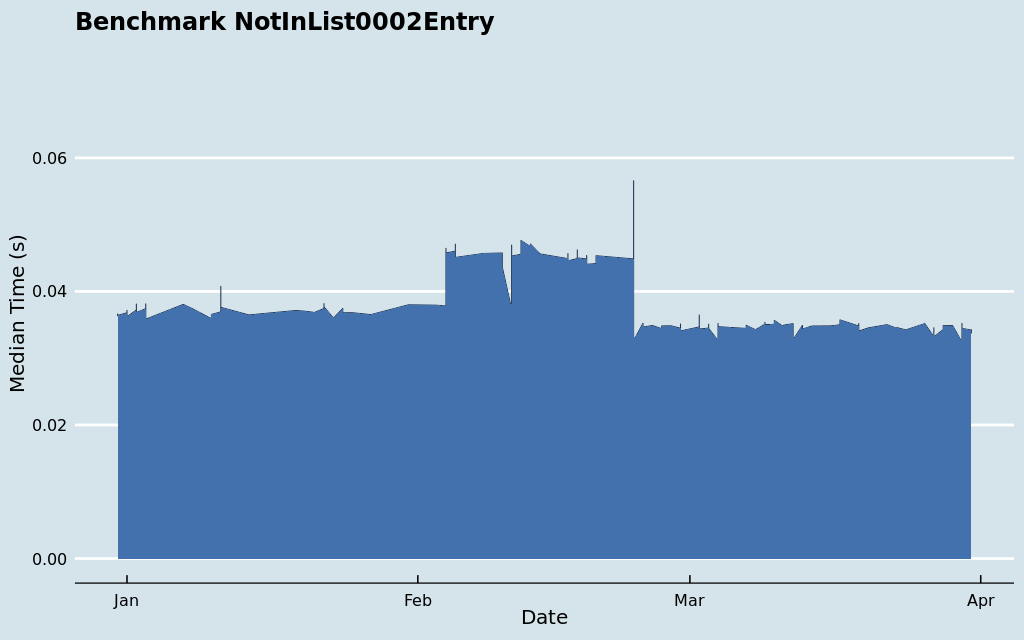 Benchmark NotInList0002Entry
0.06
0.04
0.02
0.00
Median Time (s)
Jan Feb Mar Apr
Date